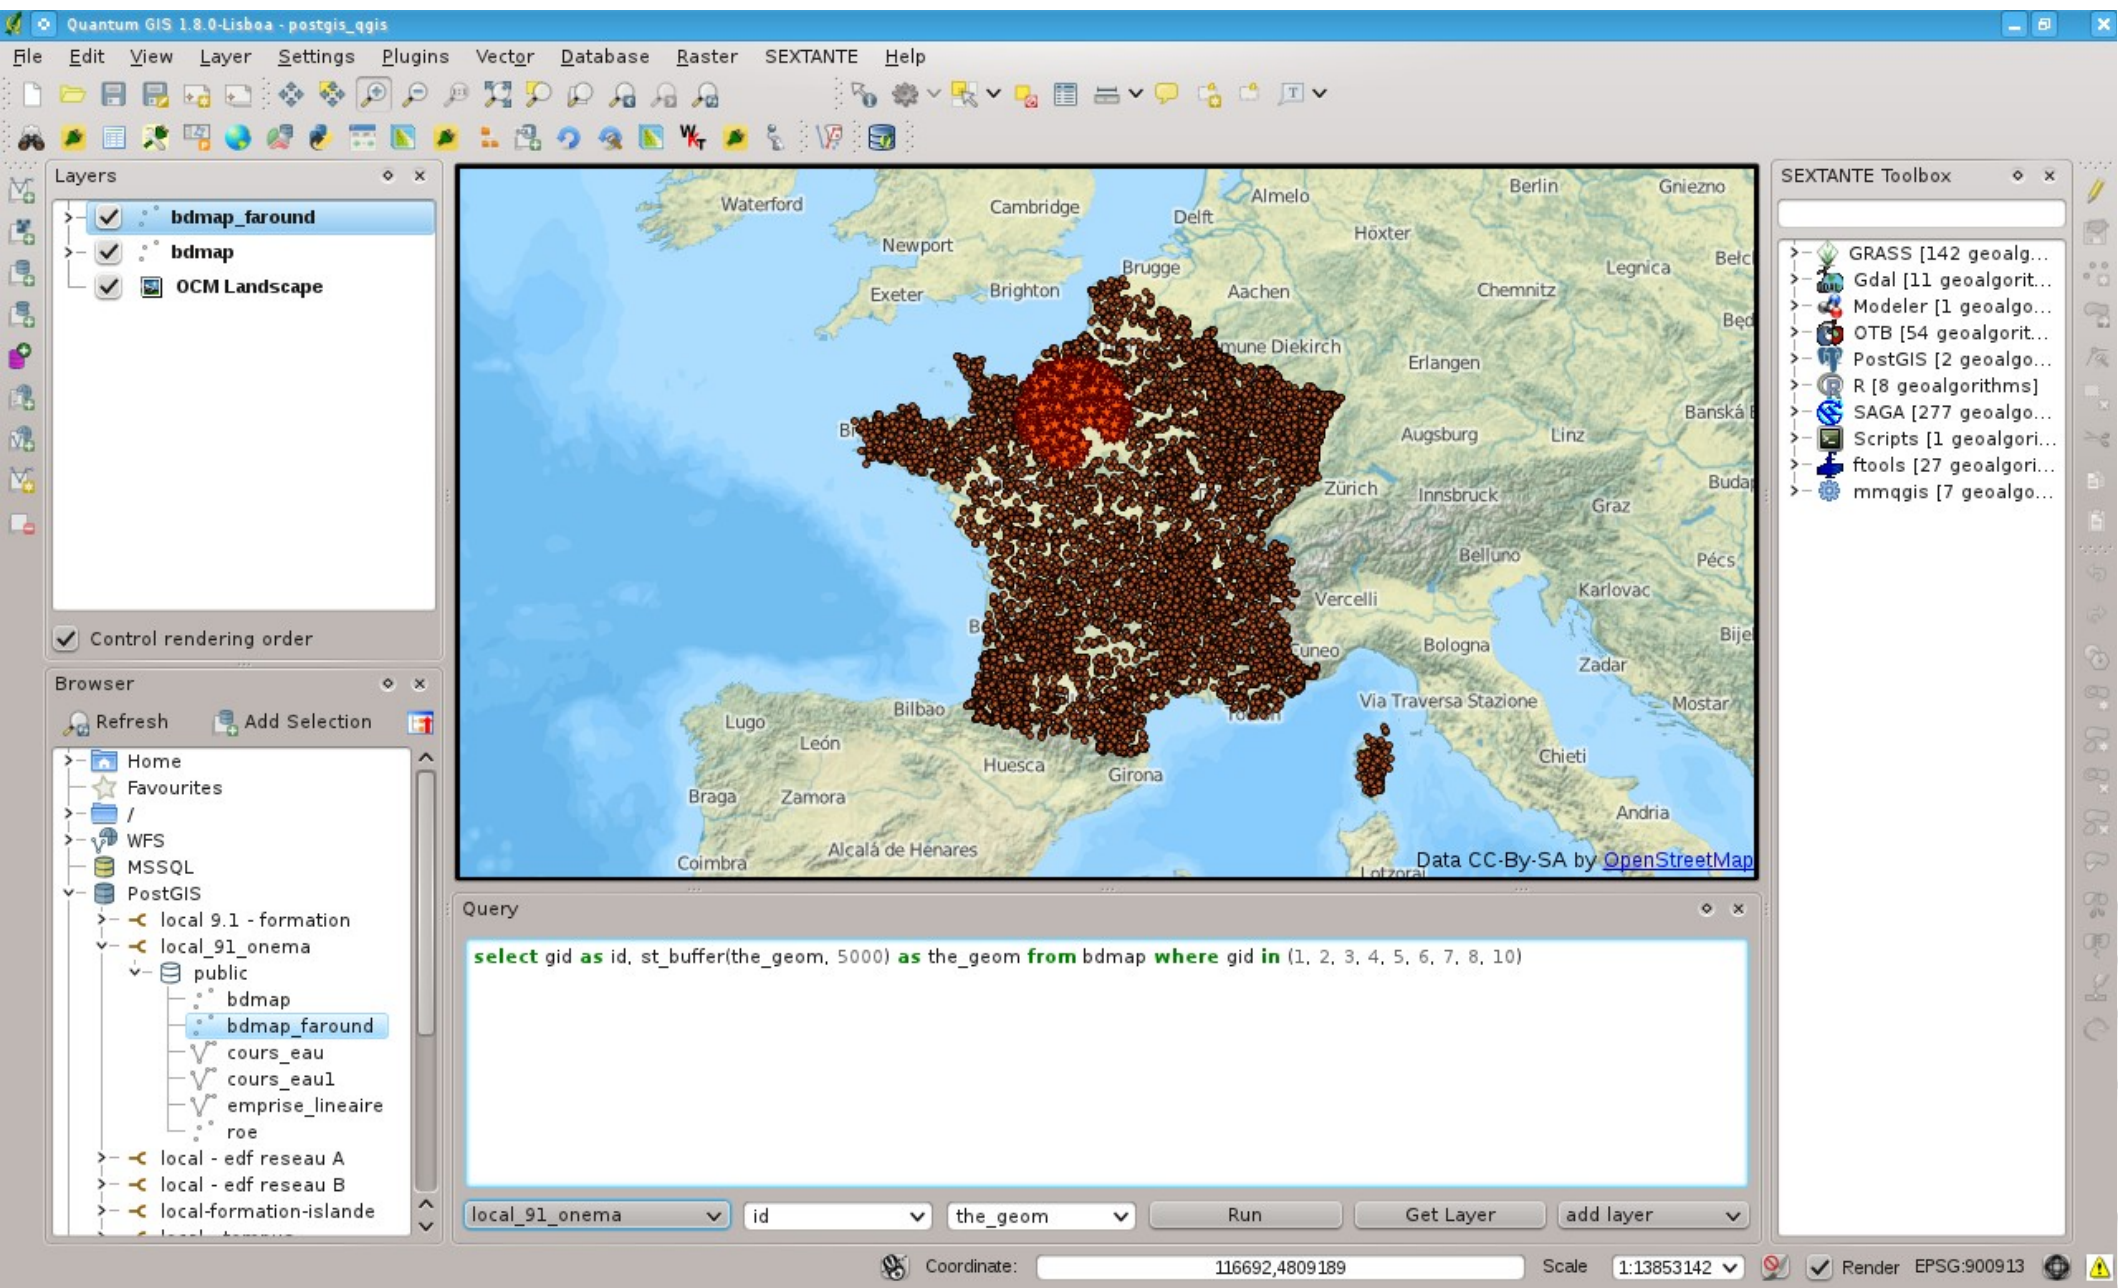 Quantum GIS 1.8.0-Lisboa - postgis_qgis
File Edit View Layer Settings Plugins Vector Database Raster SEXTANTE Help
Layers
bdmap_faround
bdmap
OCM Landscape
Control rendering order
Browser
Refresh Add Selection
Home
Favourites
/
WFS
MSSQL
PostGIS
local 9.1 - formation
local_91_onema
public
bdmap
bdmap_faround
cours_eau
cours_eau1
emprise_lineaire
roe
local - edf reseau A
local - edf reseau B
local-formation-islande
Waterford
Cambridge
Almelo
Berlin
Gniezno
Delft
Newport
Höxter
Brugge
Legnica
Bełc
Exeter
Brighton
Aachen
Chemnitz
Będ
mune Diekirch
Erlangen
Banská B
Augsburg
Linz
Zürich
Innsbruck
Budap
Graz
Belluno
Pécs
Karlovac
Vercelli
Cuneo
Bologna
Bije
Zadar
Via Traversa Stazione
Mostar
Lugo
Bilbao
León
Huesca
Girona
Chieti
Braga
Zamora
Andria
Coimbra
Alcalá de Henares
Data CC-By-SA by OpenStreetMap
Query
select gid as id, st_buffer(the_geom, 5000) as the_geom from bdmap where gid in (1, 2, 3, 4, 5, 6, 7, 8, 10)
local_91_onema id the_geom Run Get Layer add layer
SEXTANTE Toolbox
GRASS [142 geoalg...
Gdal [11 geoalgorit...
Modeler [1 geoalgo...
OTB [54 geoalgorit...
PostGIS [2 geoalgo...
R [8 geoalgorithms]
SAGA [277 geoalgo...
Scripts [1 geoalgori...
ftools [27 geoalgori...
mmqgis [7 geoalgo...
Coordinate: 116692,4809189 Scale 1:13853142 Render EPSG:900913